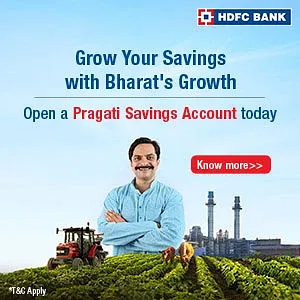 HDFC BANK
Grow Your Savings
with Bharat's Growth
Open a Pragati Savings Account today
Know more>>
*T&C Apply